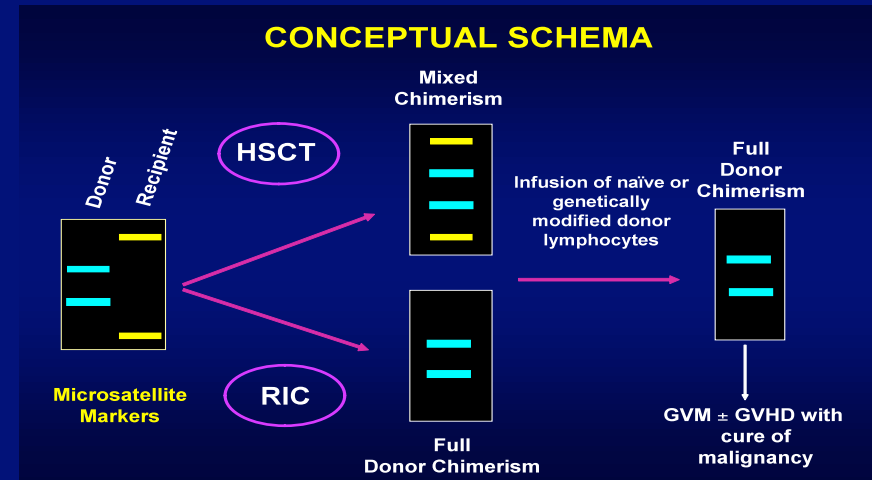 CONCEPTUAL SCHEMA
Donor
Recipient
Microsatellite
Markers
HSCT
RIC
Mixed
Chimerism
Full
Donor Chimerism
Infusion of naïve or
genetically
modified donor
lymphocytes
Full
Donor
Chimerism
GVM ± GVHD with
cure of
malignancy